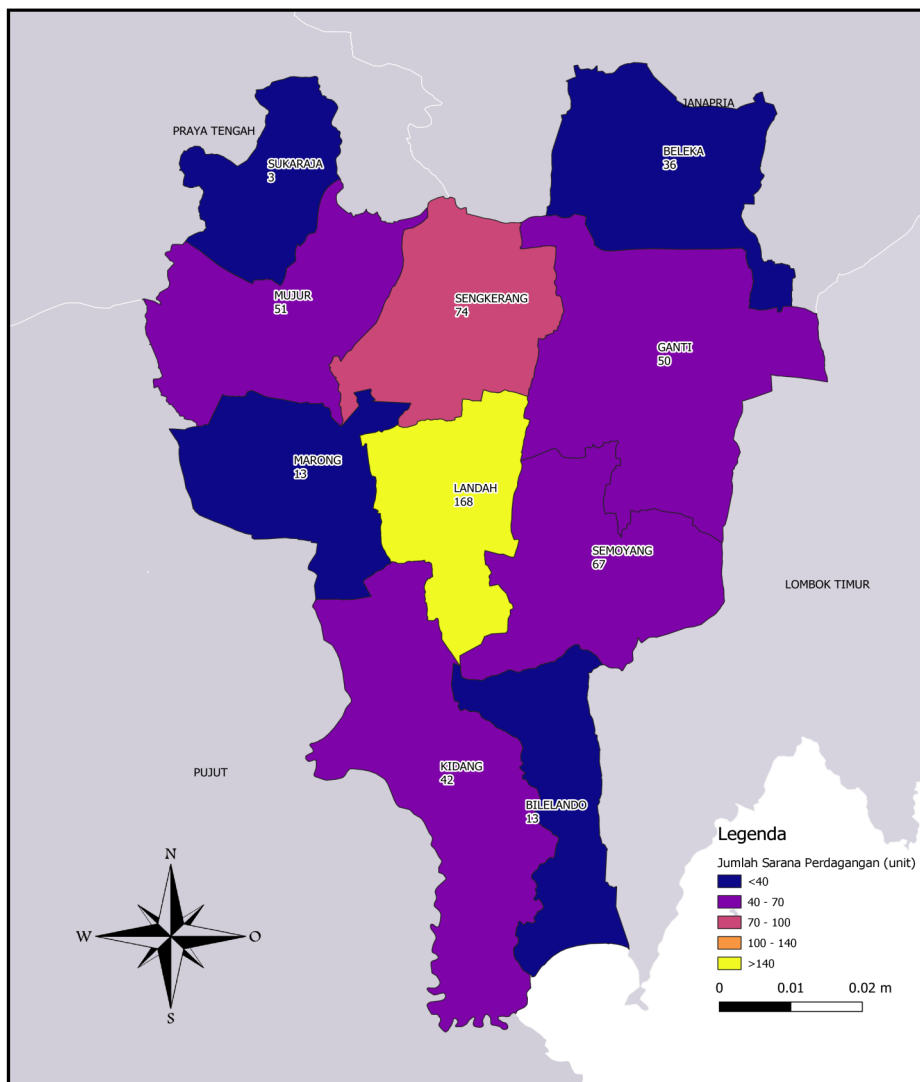 JANAPRIA
PRAYA TENGAH
BELEKA
36
SUKARAJA
3
MUJUR
51
SENGKERANG
74
GANTI
50
MARONG
13
LANDAH
168
SEMOYANG
67
LOMBOK TIMUR
PUJUT
KIDANG
42
BILELANDO
13
Legenda
Jumlah Sarana Perdagangan (unit)
<40
40 - 70
70 - 100
100 - 140
>140
0 0.01 0.02 m
N
W O
S